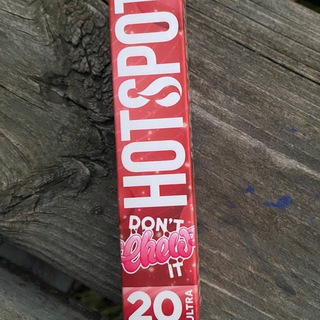 HOTSPOT
DON'T
Chew
IT
20
ULTRA